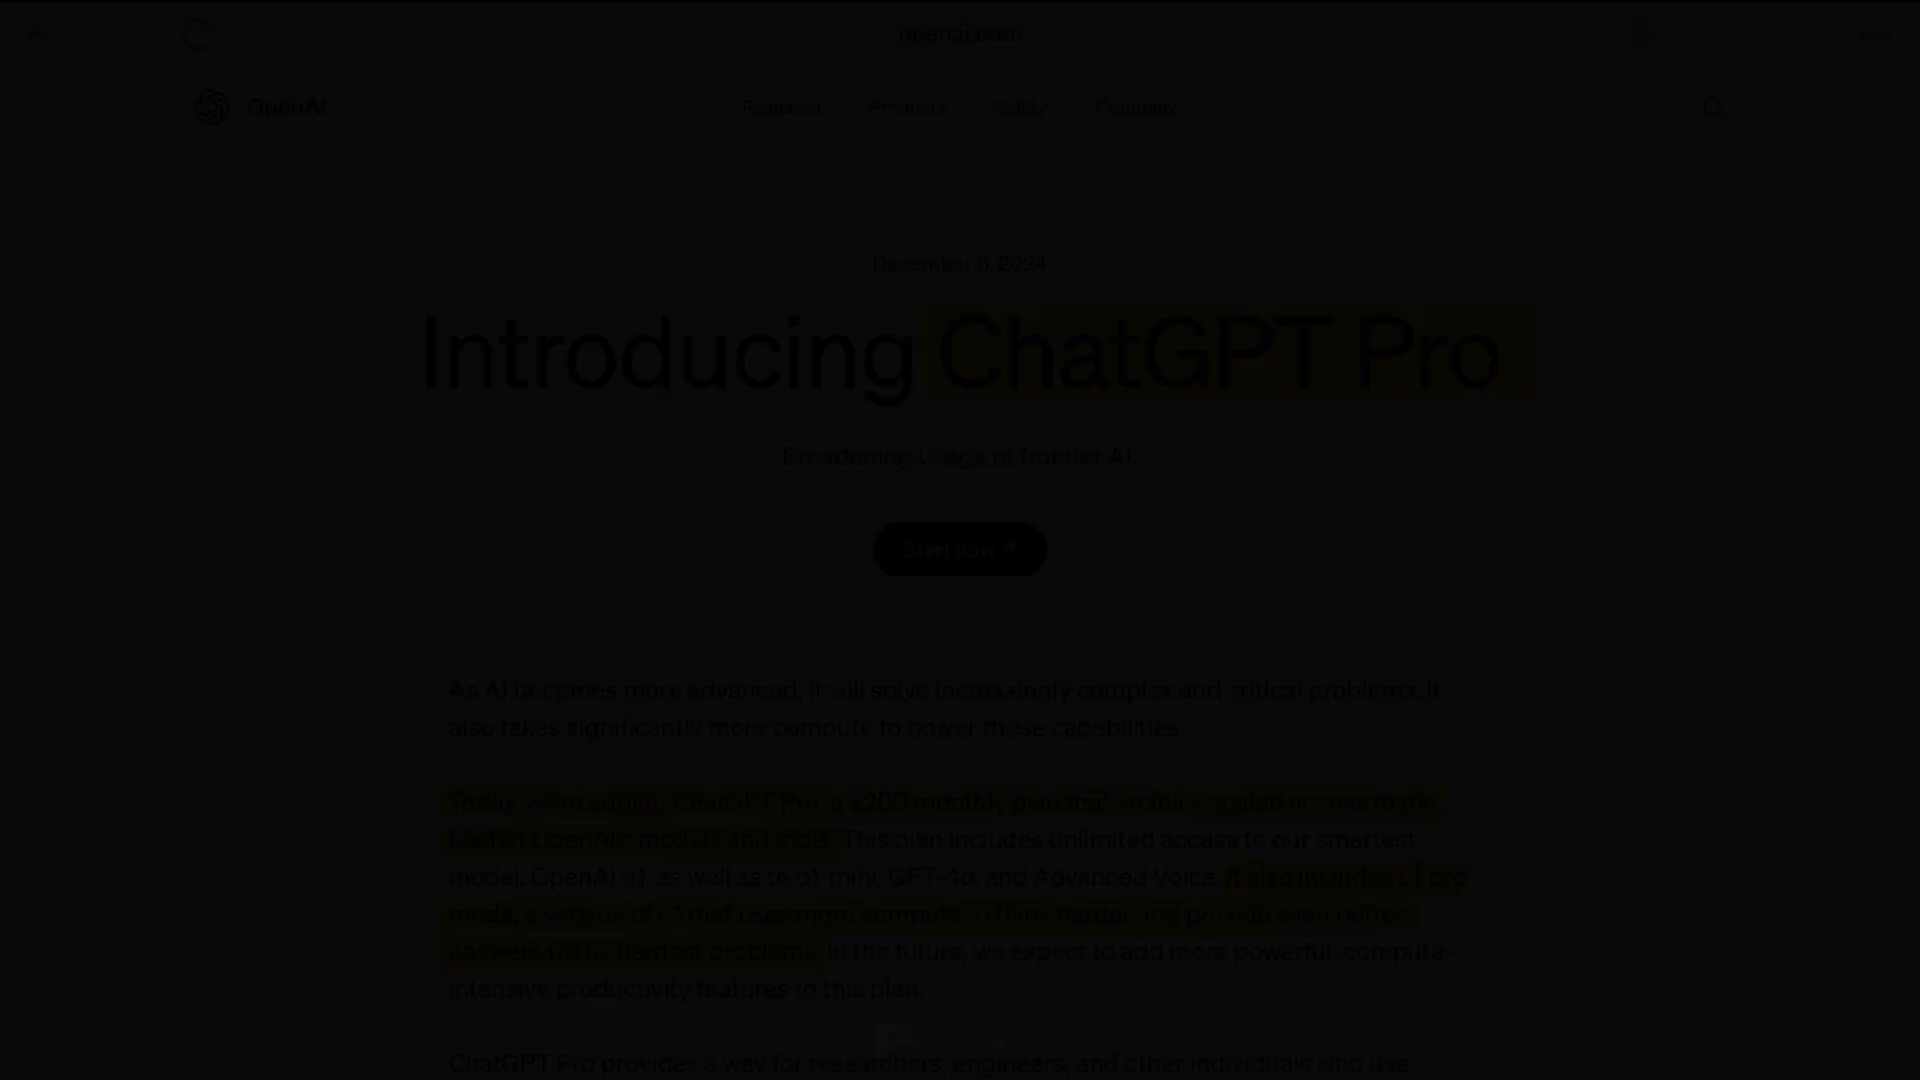 openai.com
OpenAI
Research Products Safety Company
December 5, 2024
Introducing ChatGPT Pro
Broadening usage of frontier AI.
Start now ↗
As AI becomes more advanced, it will solve increasingly complex and critical problems. It
also takes significantly more compute to power these capabilities.
Today, we're adding ChatGPT Pro, a $200 monthly plan that enables scaled access to the
best of OpenAI's models and tools. This plan includes unlimited access to our smartest
model, OpenAI o1, as well as to o1-mini, GPT-4o, and Advanced Voice. It also includes o1 pro
mode, a version of o1 that uses more compute to think harder and provide even better
answers to the hardest problems. In the future, we expect to add more powerful, compute-
intensive productivity features to this plan.
ChatGPT Pro provides a way for researchers, engineers, and other individuals who use